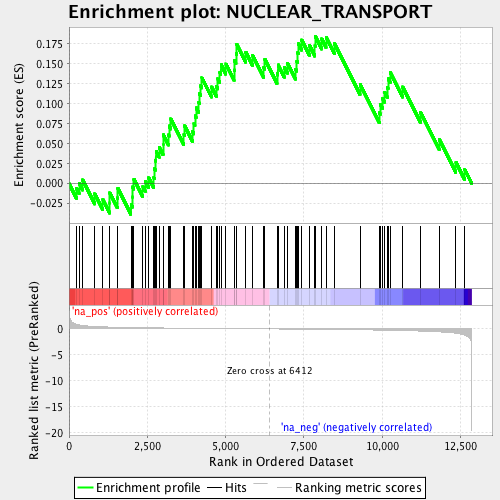 Enrichment plot: NUCLEAR_TRANSPORT
Enrichment score (ES)
0.175
0.150
0.125
0.100
0.075
0.050
0.025
0.000
-0.025
'na_pos' (positively correlated)
Ranked list metric (PreRanked)
0
-5
-10
-15
-20
Zero cross at 6412
'na_neg' (negatively correlated)
0
2,500
5,000
7,500
10,000
12,500
Rank in Ordered Dataset
Enrichment profile
Hits
Ranking metric scores